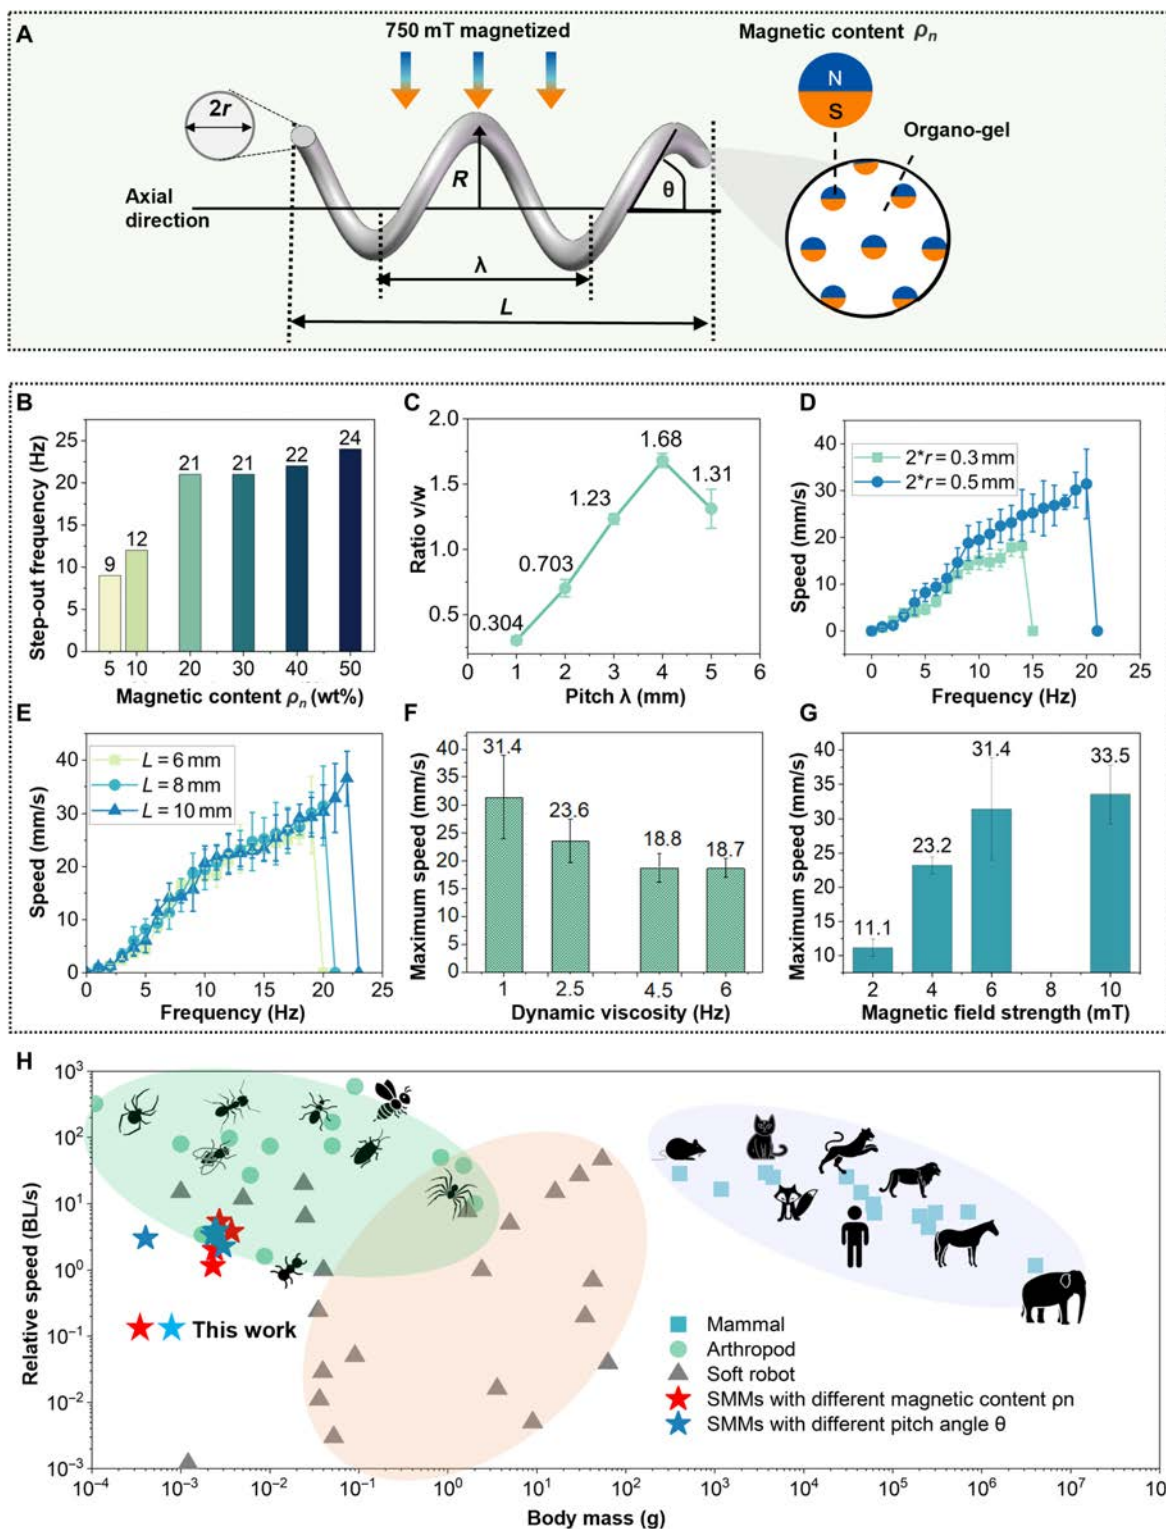 A
750 mT magnetized
Magnetic content ρn
N
S
Organo-gel
2r
R
θ
Axial
direction
λ
L
B
Step-out frequency (Hz)
25
20
15
10
5
0
9
12
21
21
22
24
5 10 20 30 40 50
Magnetic content ρn (wt%)
C
Ratio v/w
2.0
1.5
1.0
0.5
0.304
0.703
1.23
1.68
1.31
0 1 2 3 4 5 6
Pitch λ (mm)
D
Speed (mm/s)
40
30
20
10
0
2*r = 0.3 mm
2*r = 0.5 mm
0 5 10 15 20 25
Frequency (Hz)
E
Speed (mm/s)
40
30
20
10
0
L = 6 mm
L = 8 mm
L = 10 mm
0 5 10 15 20 25
Frequency (Hz)
F
Maximum speed (mm/s)
40
35
30
25
20
15
10
5
0
31.4
23.6
18.8
18.7
1 2.5 4.5 6
Dynamic viscosity (Hz)
G
Maximum speed (mm/s)
40
35
30
25
20
15
10
11.1
23.2
31.4
33.5
2 4 6 8 10
Magnetic field strength (mT)
H
Relative speed (BL/s)
10³
10²
10¹
10⁰
10⁻¹
10⁻²
10⁻³
This work
Mammal
Arthropod
Soft robot
SMMs with different magnetic content ρn
SMMs with different pitch angle θ
10⁻⁴ 10⁻³ 10⁻² 10⁻¹ 10⁰ 10¹ 10² 10³ 10⁴ 10⁵ 10⁶ 10⁷ 10
Body mass (g)